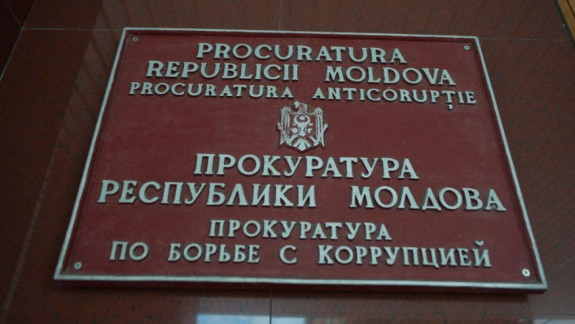 PROCURATURA
REPUBLICII MOLDOVA
PROCURATURA ANTICORUPȚIE
ПРОКУРАТУРА
РЕСПУБЛИКИ МОЛДОВА
ПРОКУРАТУРА
ПО БОРЬБЕ С КОРРУПЦИЕЙ